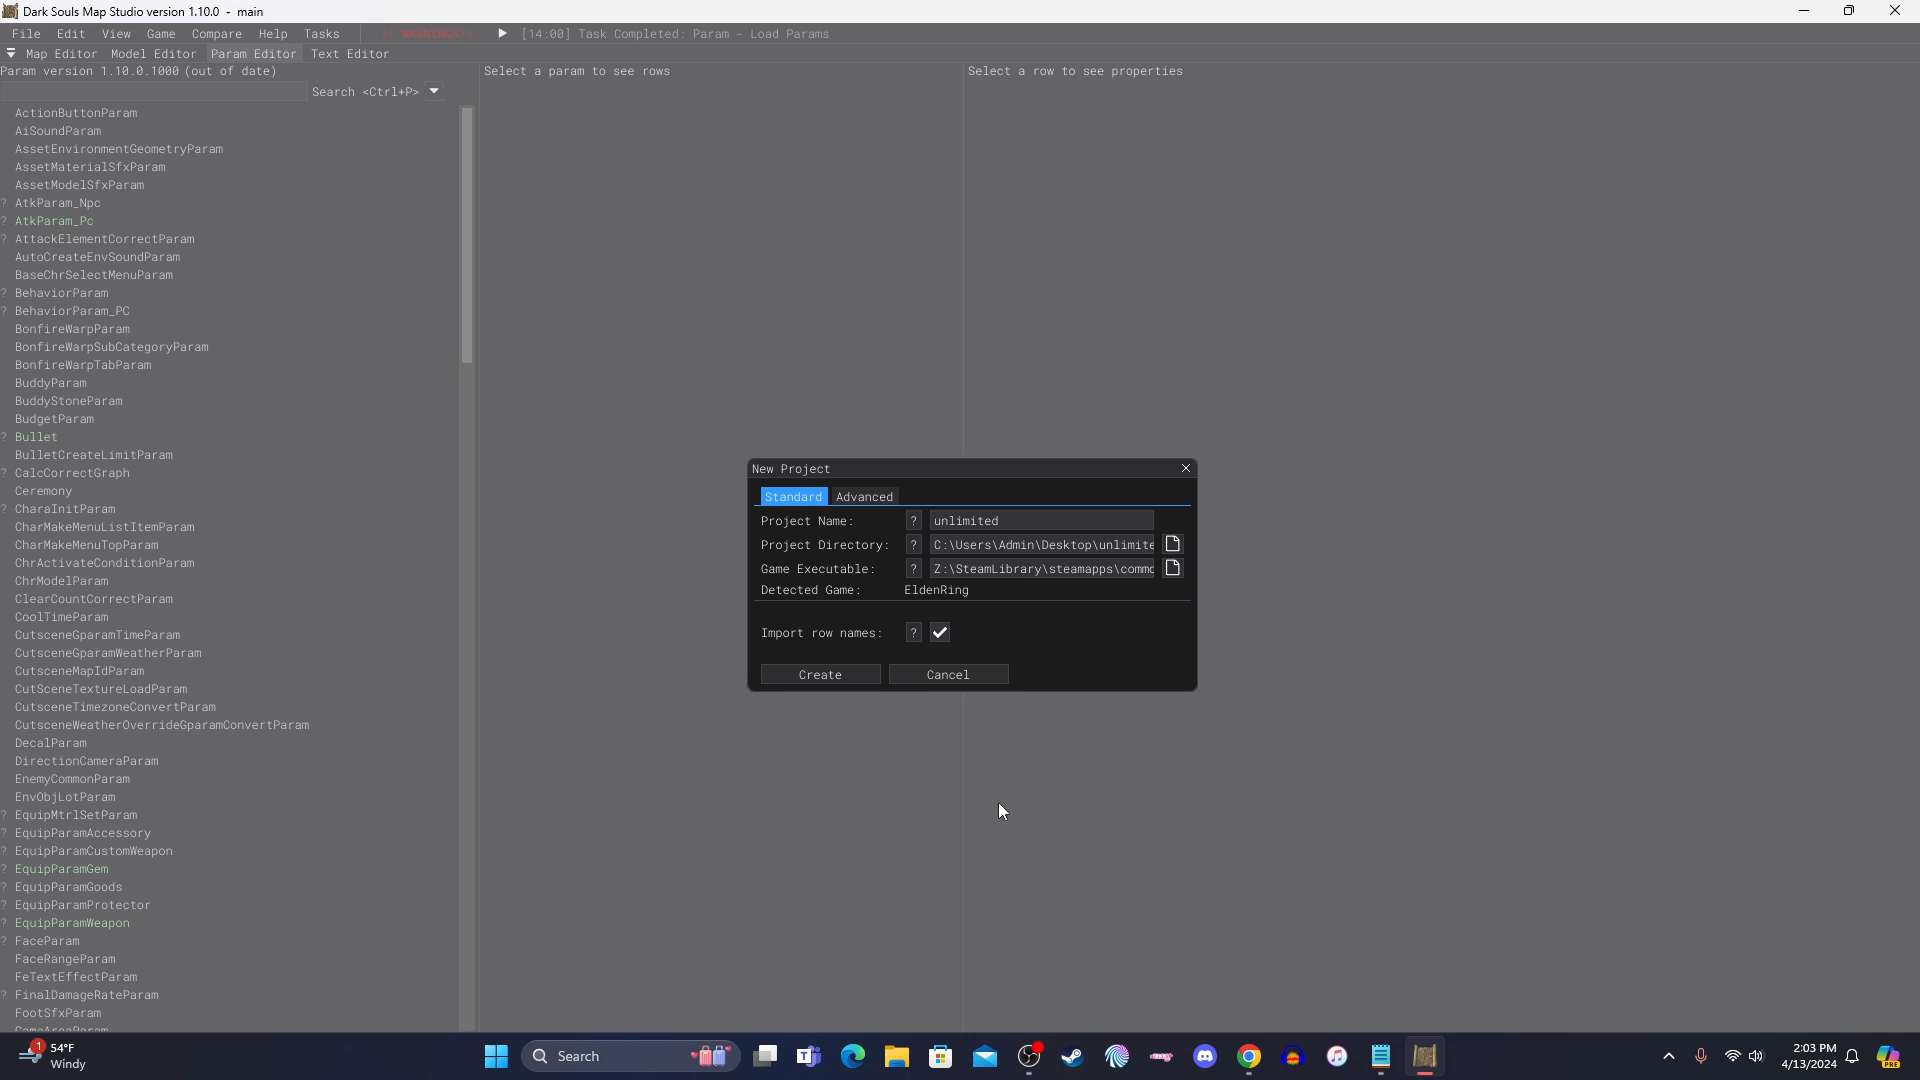 Dark Souls Map Studio version 1.10.0 - main
File Edit View Game Compare Help Tasks [14:00] Task Completed: Param - Load Params
Map Editor Model Editor Param Editor Text Editor
Param version 1.10.0.1000 (out of date)
Select a param to see rows
Select a row to see properties
Search <Ctrl+P>
ActionButtonParam
AiSoundParam
AssetEnvironmentGeometryParam
AssetMaterialSfxParam
AssetModelSfxParam
? AtkParam_Npc
? AtkParam_Pc
? AttackElementCorrectParam
AutoCreateEnvSoundParam
BaseChrSelectMenuParam
? BehaviorParam
? BehaviorParam_PC
BonfireWarpParam
BonfireWarpSubCategoryParam
BonfireWarpTabParam
BuddyParam
BuddyStoneParam
BudgetParam
? Bullet
BulletCreateLimitParam
? CalcCorrectGraph
Ceremony
? CharaInitParam
CharMakeMenuListItemParam
CharMakeMenuTopParam
ChrActivateConditionParam
ChrModelParam
ClearCountCorrectParam
CoolTimeParam
CutsceneGparamTimeParam
CutsceneGparamWeatherParam
CutsceneMapIdParam
CutSceneTextureLoadParam
CutsceneTimezoneConvertParam
CutsceneWeatherOverrideGparamConvertParam
DecalParam
DirectionCameraParam
EnemyCommonParam
EnvObjLotParam
? EquipMtrlSetParam
? EquipParamAccessory
? EquipParamCustomWeapon
? EquipParamGem
? EquipParamGoods
? EquipParamProtector
? EquipParamWeapon
? FaceParam
FaceRangeParam
FeTextEffectParam
? FinalDamageRateParam
FootSfxParam
New Project
Standard Advanced
Project Name: ? unlimited
Project Directory: ? C:\Users\Admin\Desktop\unlimite
Game Executable: ? Z:\SteamLibrary\steamapps\commo
Detected Game: EldenRing
Import row names: ?
Create Cancel
1
54°F
Windy
Search
2:03 PM
4/13/2024
PRE